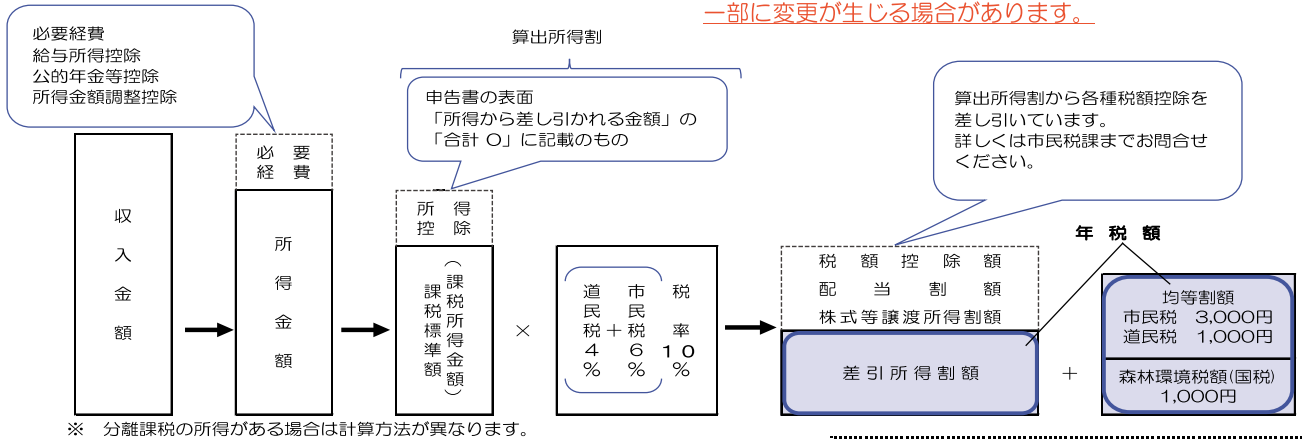 一部に変更が生じる場合があります。
必要経費
給与所得控除
公的年金等控除
所得金額調整控除
算出所得割
申告書の表面
「所得から差し引かれる金額」の
「合計 O」に記載のもの
算出所得割から各種税額控除を
差し引いています。
詳しくは市民税課までお問合せ
ください。
収入金額
必要
経費
所得金額
所得
控除
課税標準額
（課税所得金額）
×
道民税4%
+
市民税6%
税率10%
税額控除額
配当割額
株式等譲渡所得割額
差引所得割額
年税額
+
均等割額
市民税 3,000円
道民税 1,000円
森林環境税額(国税)
1,000円
※ 分離課税の所得がある場合は計算方法が異なります。